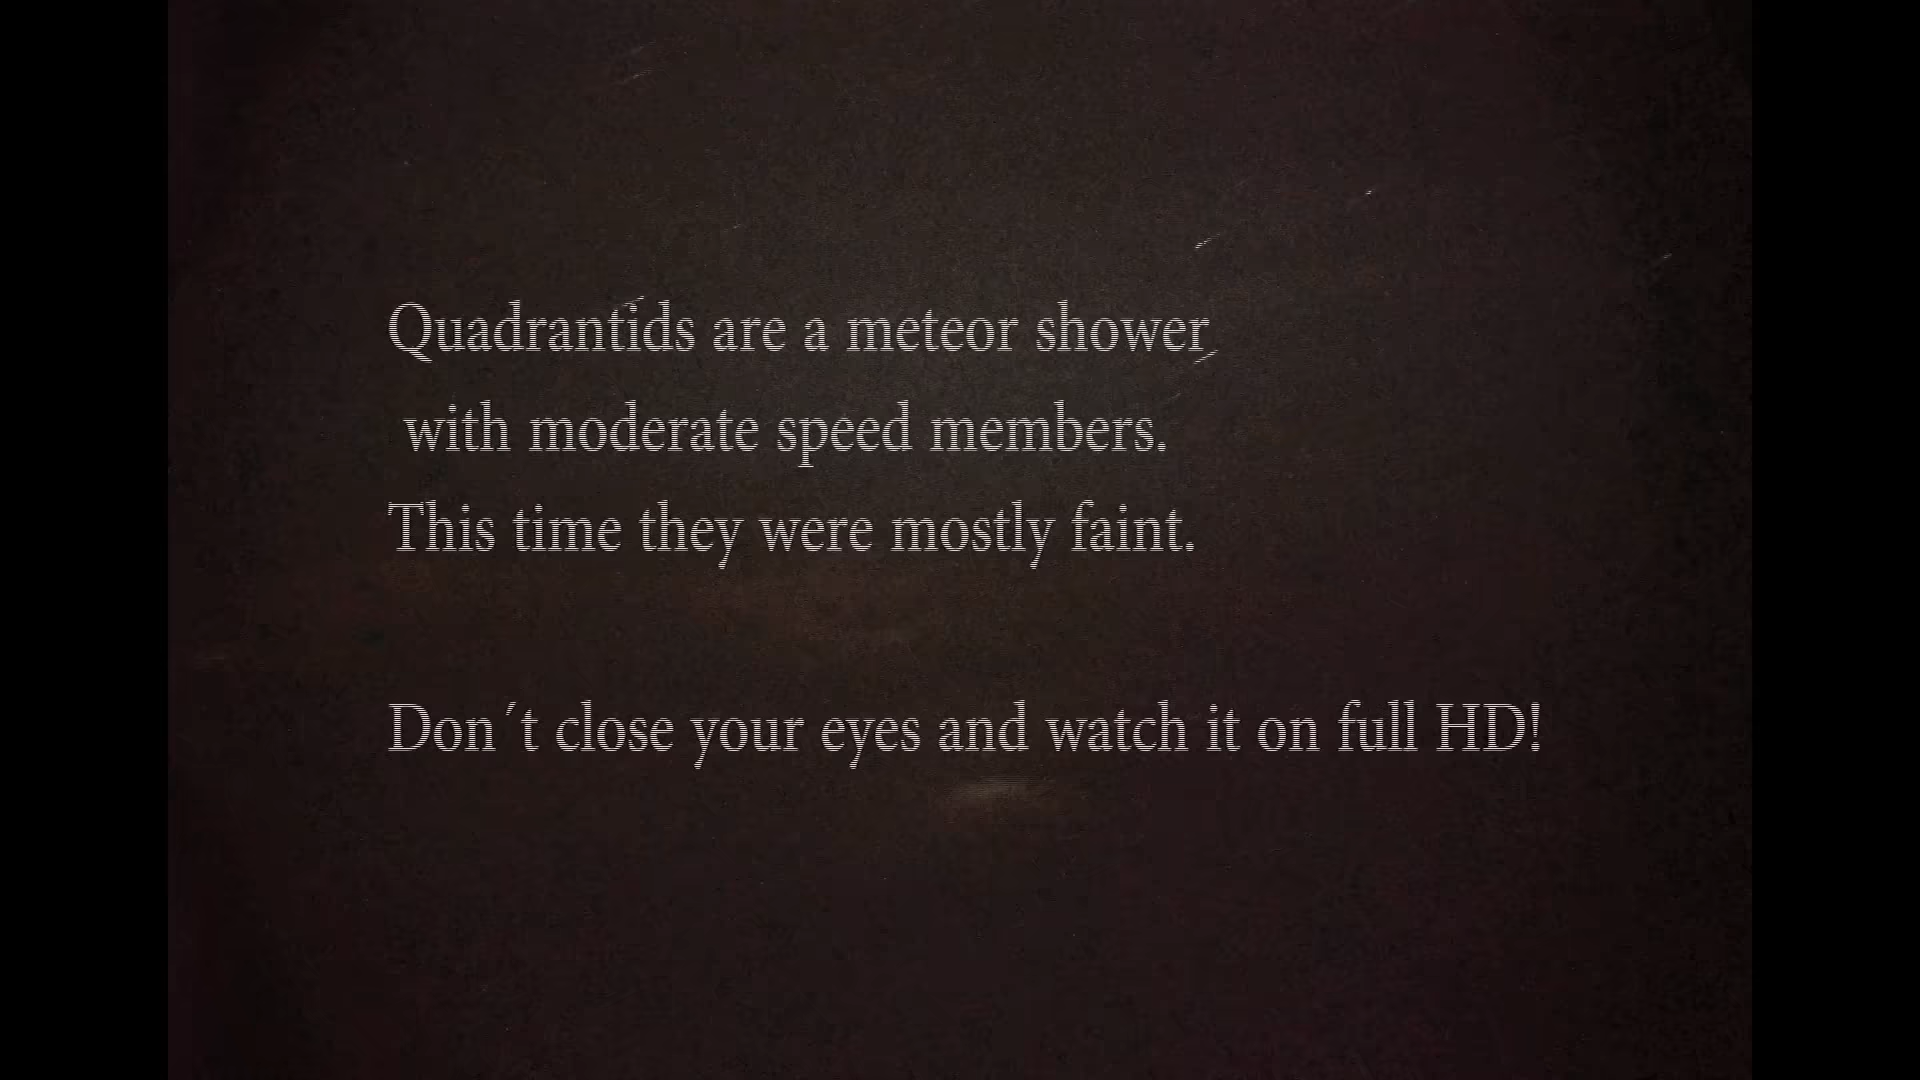 Quadrantids are a meteor shower
with moderate speed members.
This time they were mostly faint.
Don´t close your eyes and watch it on full HD!